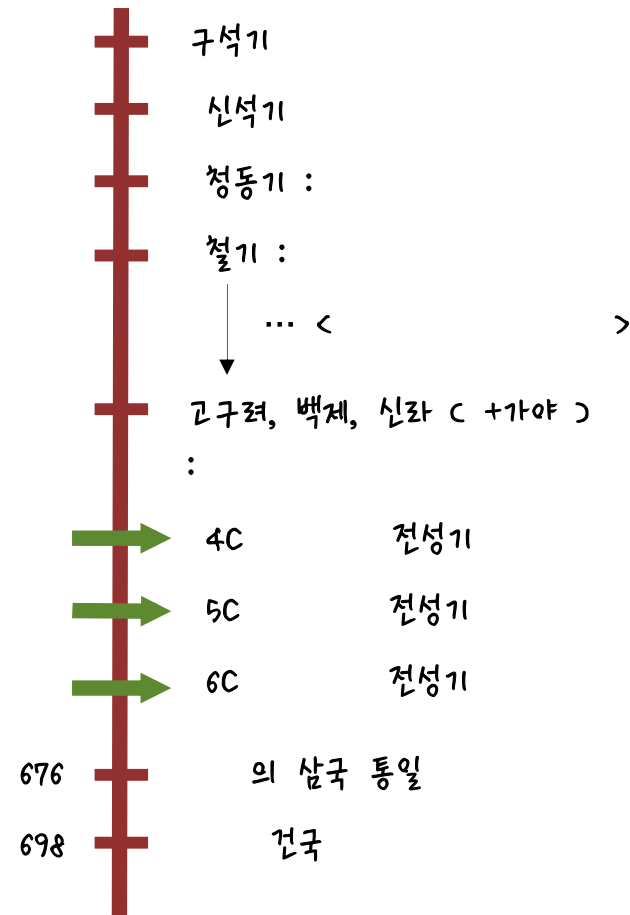 구석기
신석기
청동기 :
철기 :
... < >
고구려, 백제, 신라 ( +가야 )
:
4C 전성기
5C 전성기
6C 전성기
676 의 삼국 통일
698 건국